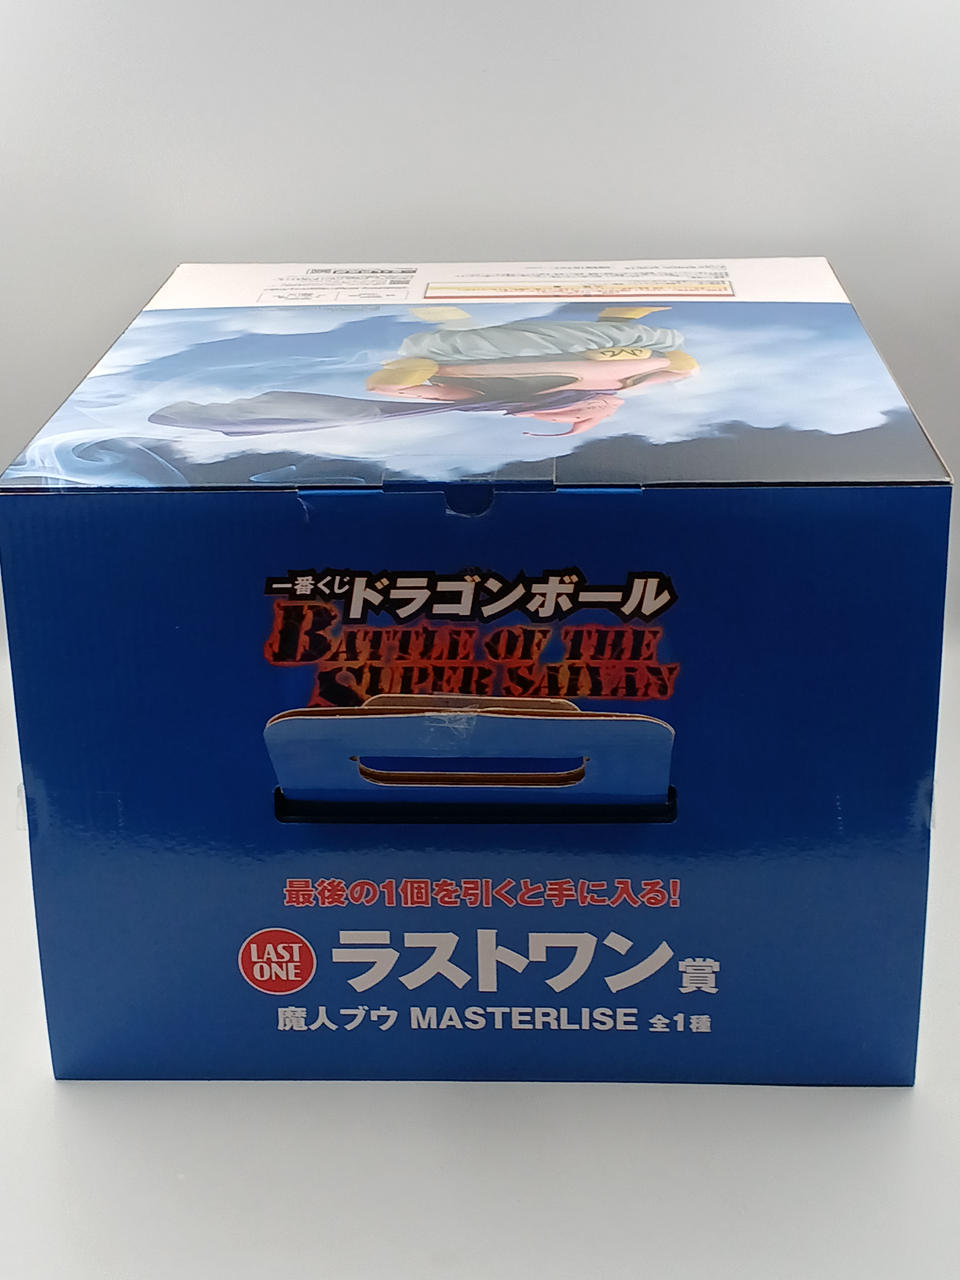 一番くじ ドラゴンボール
BATTLE OF THE
SUPER SAIYAN
最後の1個を引くと手に入る!
LAST
ONE
ラストワン賞
魔人ブウ MASTERLISE 全1種